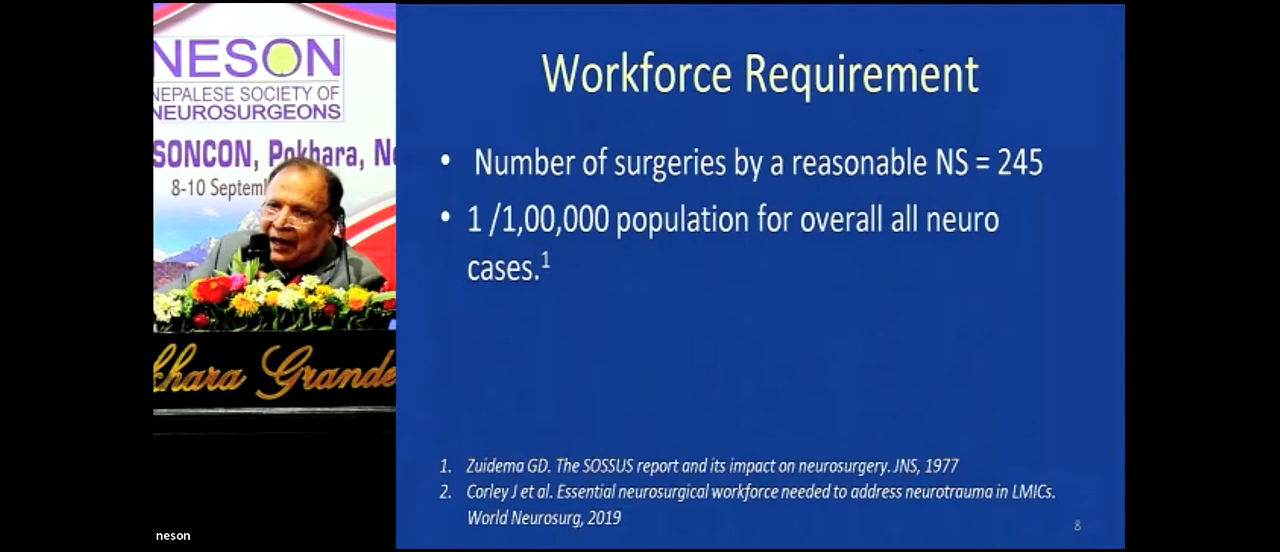 NESON
NEPALESE SOCIETY OF
NEUROSURGEONS
SONCON, Pokhara, Ne
8-10 Septemb
khara Grande
neson
Workforce Requirement
• Number of surgeries by a reasonable NS = 245
• 1 /1,00,000 population for overall all neuro
cases.1
1. Zuidema GD. The SOSSUS report and its impact on neurosurgery. JNS, 1977
2. Corley J et al. Essential neurosurgical workforce needed to address neurotrauma in LMICs.
World Neurosurg, 2019
8